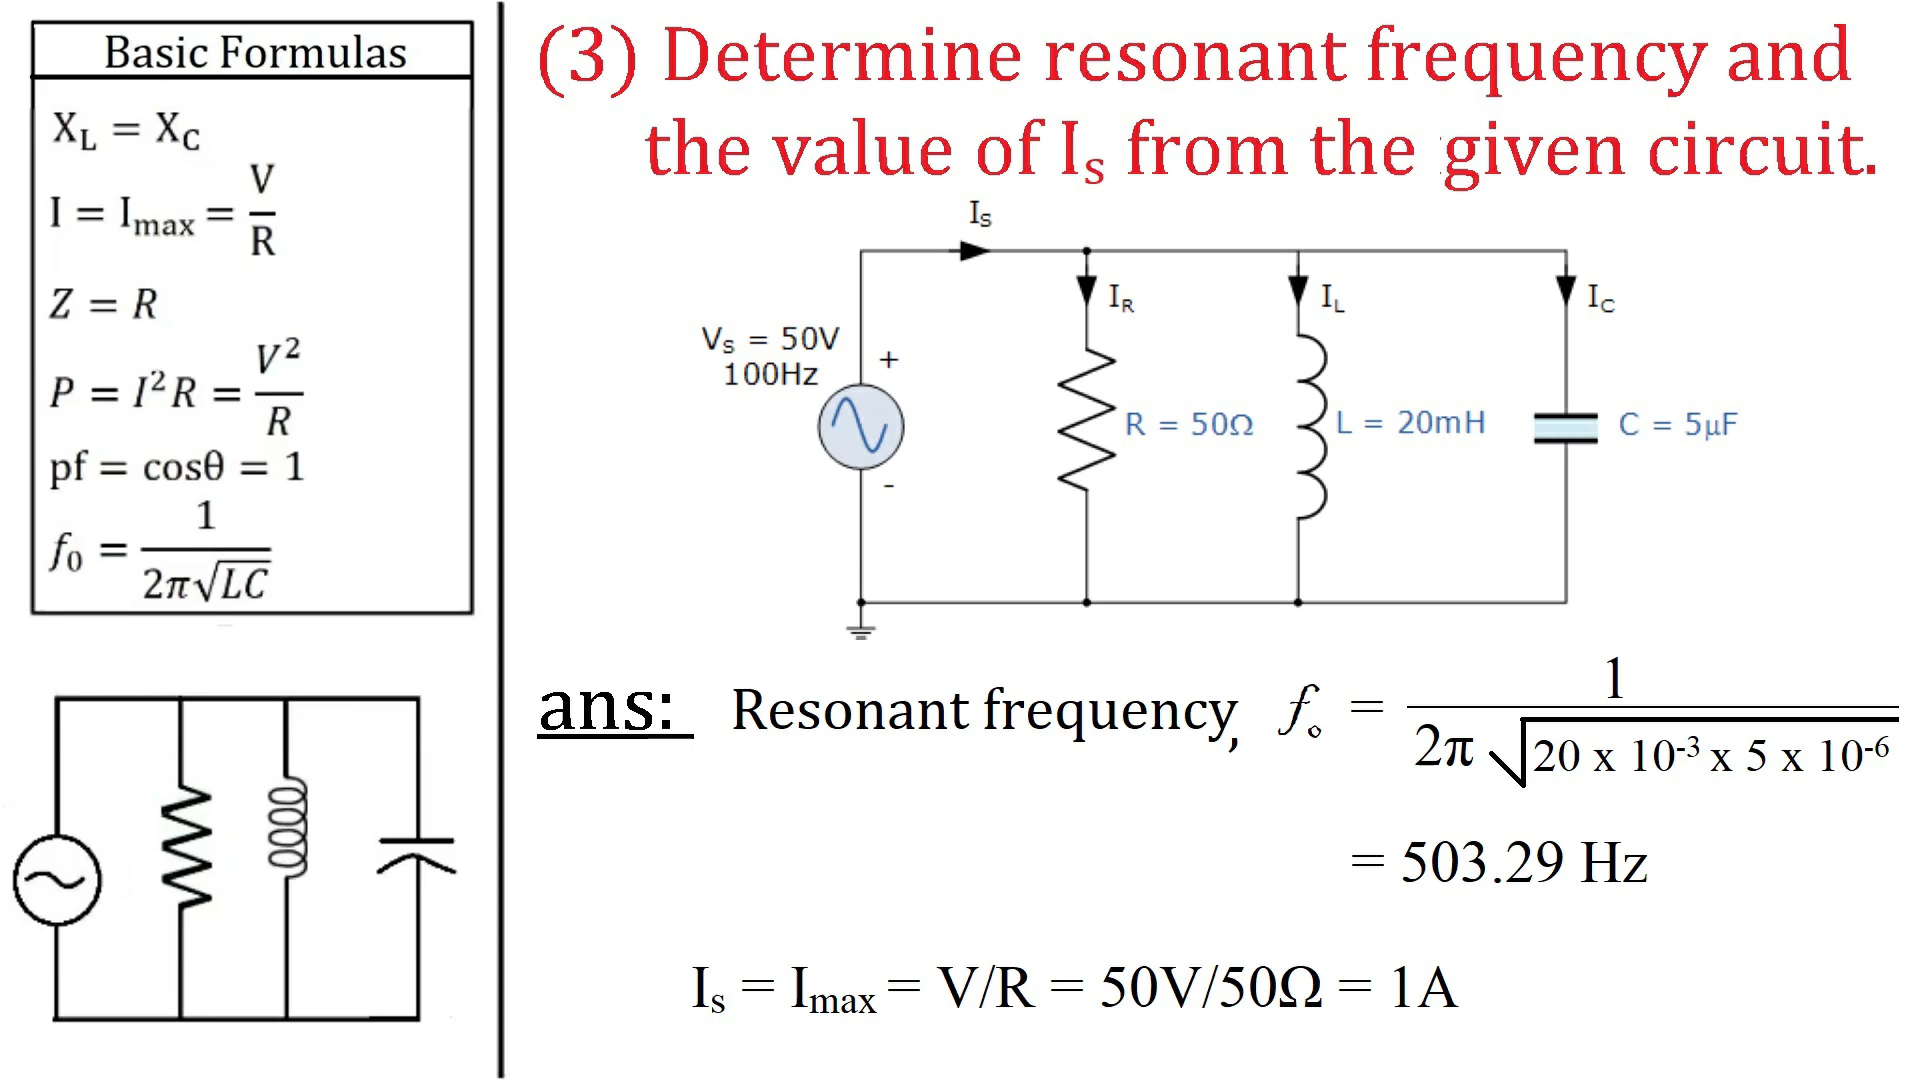 Basic Formulas
X_L = X_C
I = I_max = V/R
Z = R
P = I²R = V²/R
pf = cosθ = 1
f₀ = 1/(2π√LC)
(3) Determine resonant frequency and
the value of I_s from the given circuit.
I_S
I_R
I_L
I_C
V_S = 50V
100Hz
+
-
R = 50Ω
L = 20mH
C = 5μF
ans: Resonant frequency, f₀ = 1/(2π√(20 x 10⁻³ x 5 x 10⁻⁶))
= 503.29 Hz
I_s = I_max = V/R = 50V/50Ω = 1A